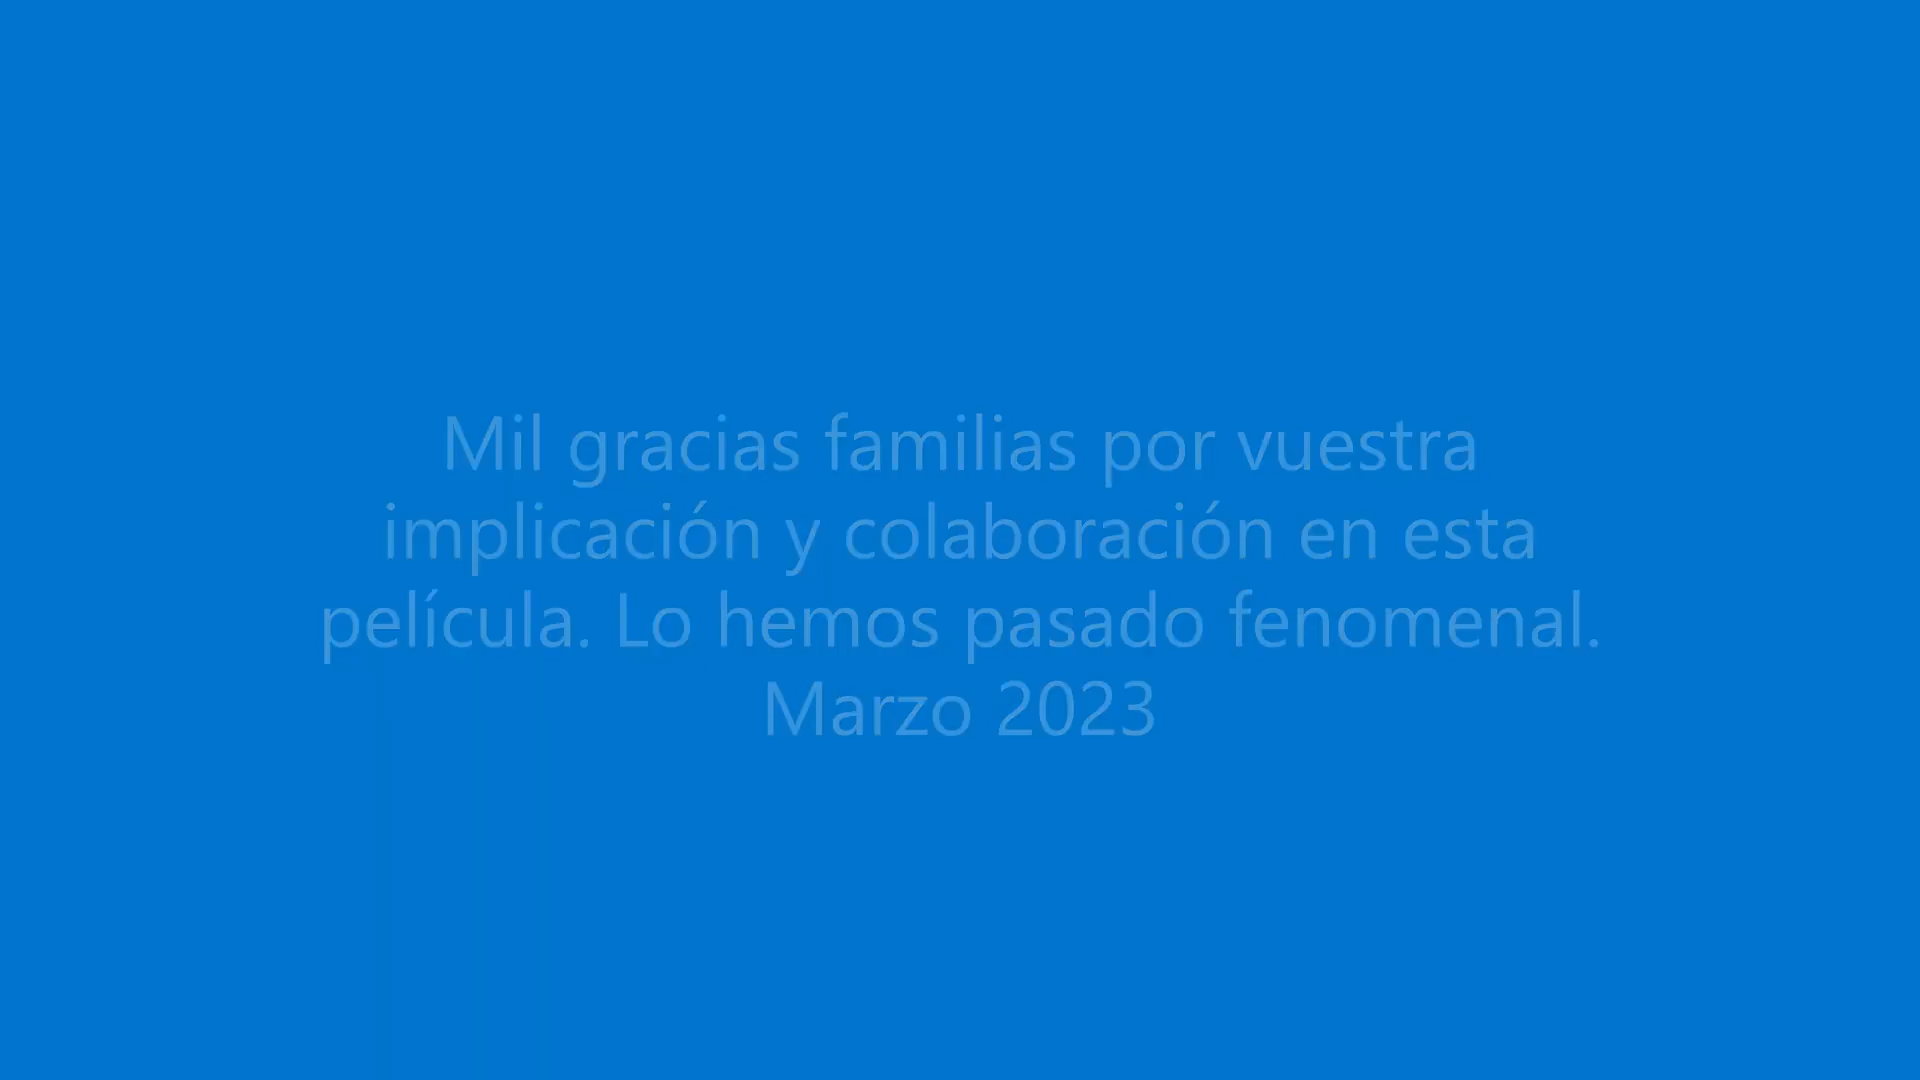 Mil gracias familias por vuestra
implicación y colaboración en esta
película. Lo hemos pasado fenomenal.
Marzo 2023